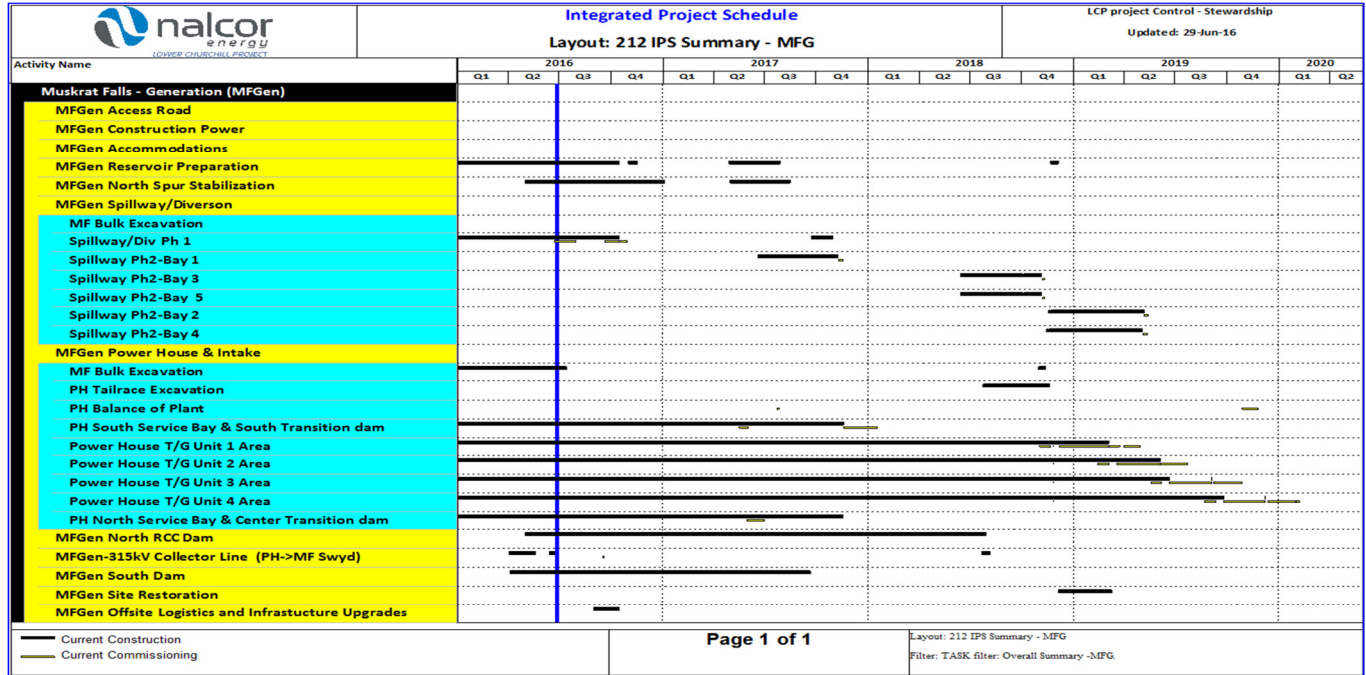 nalcor
energy
LOWER CHURCHILL PROJECT
Integrated Project Schedule
Layout: 212 IPS Summary - MFG
LCP project Control - Stewardship
Updated: 29-Jun-16
Activity Name
2016 2017 2018 2019 2020
Q1 Q2 Q3 Q4 Q1 Q2 Q3 Q4 Q1 Q2 Q3 Q4 Q1 Q2 Q3 Q4 Q1 Q2
Muskrat Falls - Generation (MFGen)
MFGen Access Road
MFGen Construction Power
MFGen Accommodations
MFGen Reservoir Preparation
MFGen North Spur Stabilization
MFGen Spillway/Diverson
MF Bulk Excavation
Spillway/Div Ph 1
Spillway Ph2-Bay 1
Spillway Ph2-Bay 3
Spillway Ph2-Bay 5
Spillway Ph2-Bay 2
Spillway Ph2-Bay 4
MFGen Power House & Intake
MF Bulk Excavation
PH Tailrace Excavation
PH Balance of Plant
PH South Service Bay & South Transition dam
Power House T/G Unit 1 Area
Power House T/G Unit 2 Area
Power House T/G Unit 3 Area
Power House T/G Unit 4 Area
PH North Service Bay & Center Transition dam
MFGen North RCC Dam
MFGen-315kV Collector Line (PH->MF Swyd)
MFGen South Dam
MFGen Site Restoration
MFGen Offsite Logistics and Infrastucture Upgrades
Current Construction
Current Commissioning
Page 1 of 1
Layout: 212 IPS Summary - MFG
Filter: TASK filter: Overall Summary -MFG.